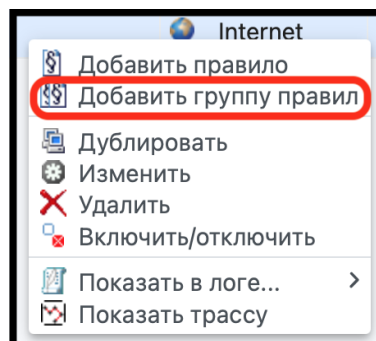 Internet
Добавить правило
Добавить группу правил
Дублировать
Изменить
Удалить
Включить/отключить
Показать в логе...
Показать трассу